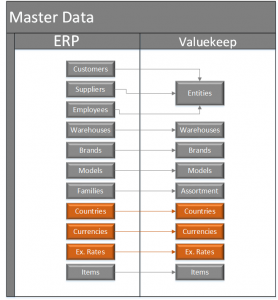 Master Data
ERP Valuekeep
Customers
Suppliers Entities
Employees
Warehouses Warehouses
Brands Brands
Models Models
Families Assortment
Countries Countries
Currencies Currencies
Ex. Rates Ex. Rates
Items Items